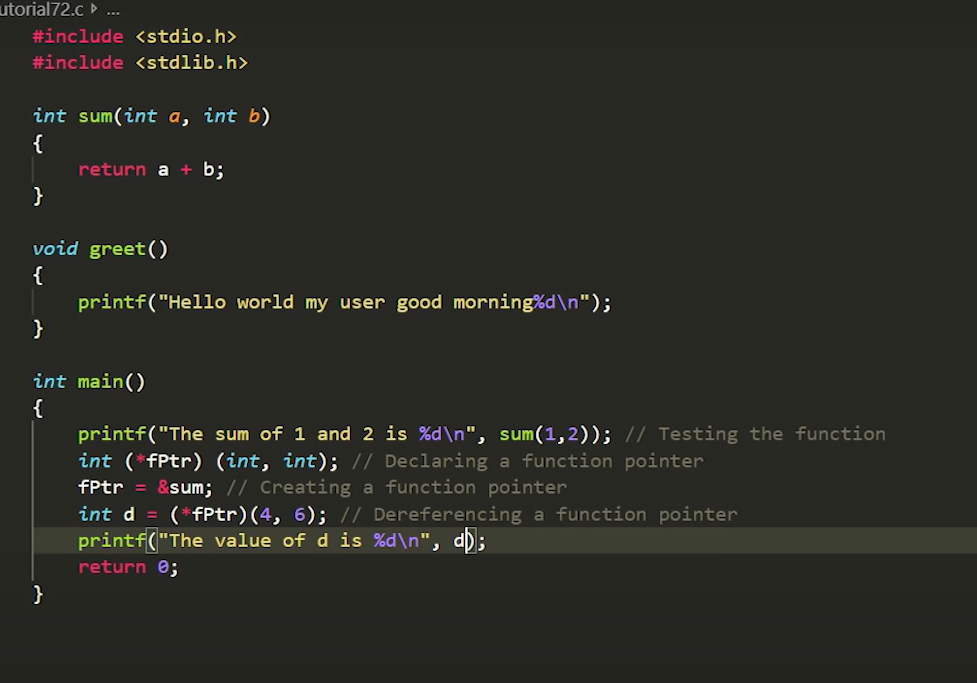 utorial72.c ▸ ...
#include <stdio.h>
#include <stdlib.h>
int sum(int a, int b)
{
return a + b;
}
void greet()
{
printf("Hello world my user good morning%d\n");
}
int main()
{
printf("The sum of 1 and 2 is %d\n", sum(1,2)); // Testing the function
int (*fPtr) (int, int); // Declaring a function pointer
fPtr = &sum; // Creating a function pointer
int d = (*fPtr)(4, 6); // Dereferencing a function pointer
printf("The value of d is %d\n", d);
return 0;
}